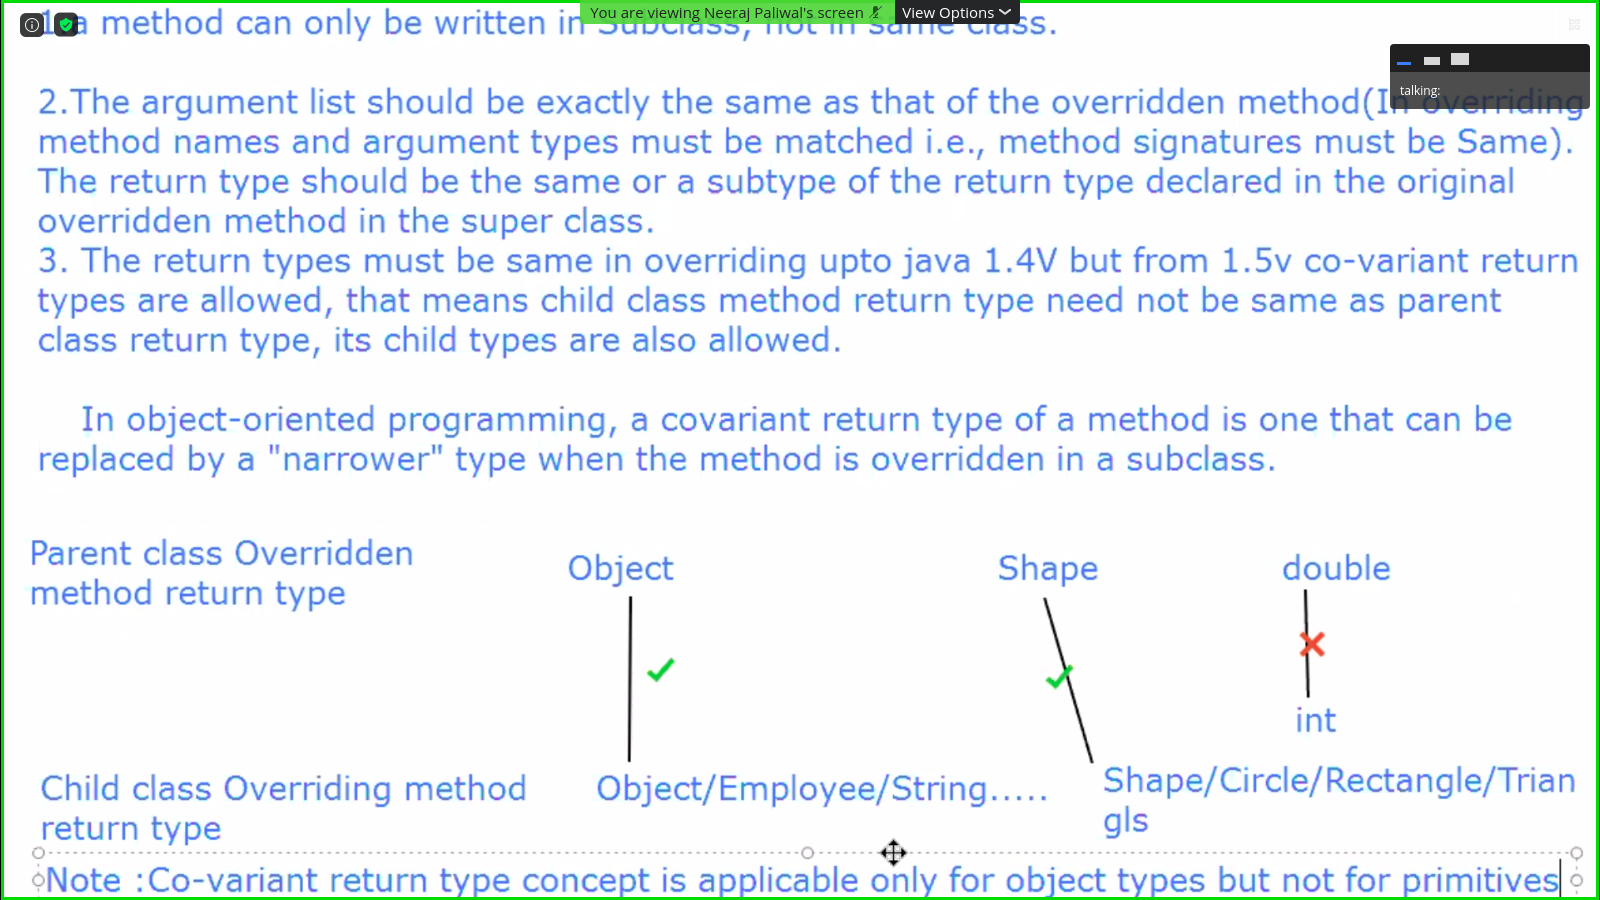 You are viewing Neeraj Paliwal's screen View Options
1.a method can only be written in Subclass, not in same class.
talking:
2.The argument list should be exactly the same as that of the overridden method(In overriding
method names and argument types must be matched i.e., method signatures must be Same).
The return type should be the same or a subtype of the return type declared in the original
overridden method in the super class.
3. The return types must be same in overriding upto java 1.4V but from 1.5v co-variant return
types are allowed, that means child class method return type need not be same as parent
class return type, its child types are also allowed.
In object-oriented programming, a covariant return type of a method is one that can be
replaced by a "narrower" type when the method is overridden in a subclass.
Parent class Overridden
method return type
Object
Shape
double
int
Child class Overriding method
return type
Object/Employee/String.....
Shape/Circle/Rectangle/Trian
gls
Note :Co-variant return type concept is applicable only for object types but not for primitives